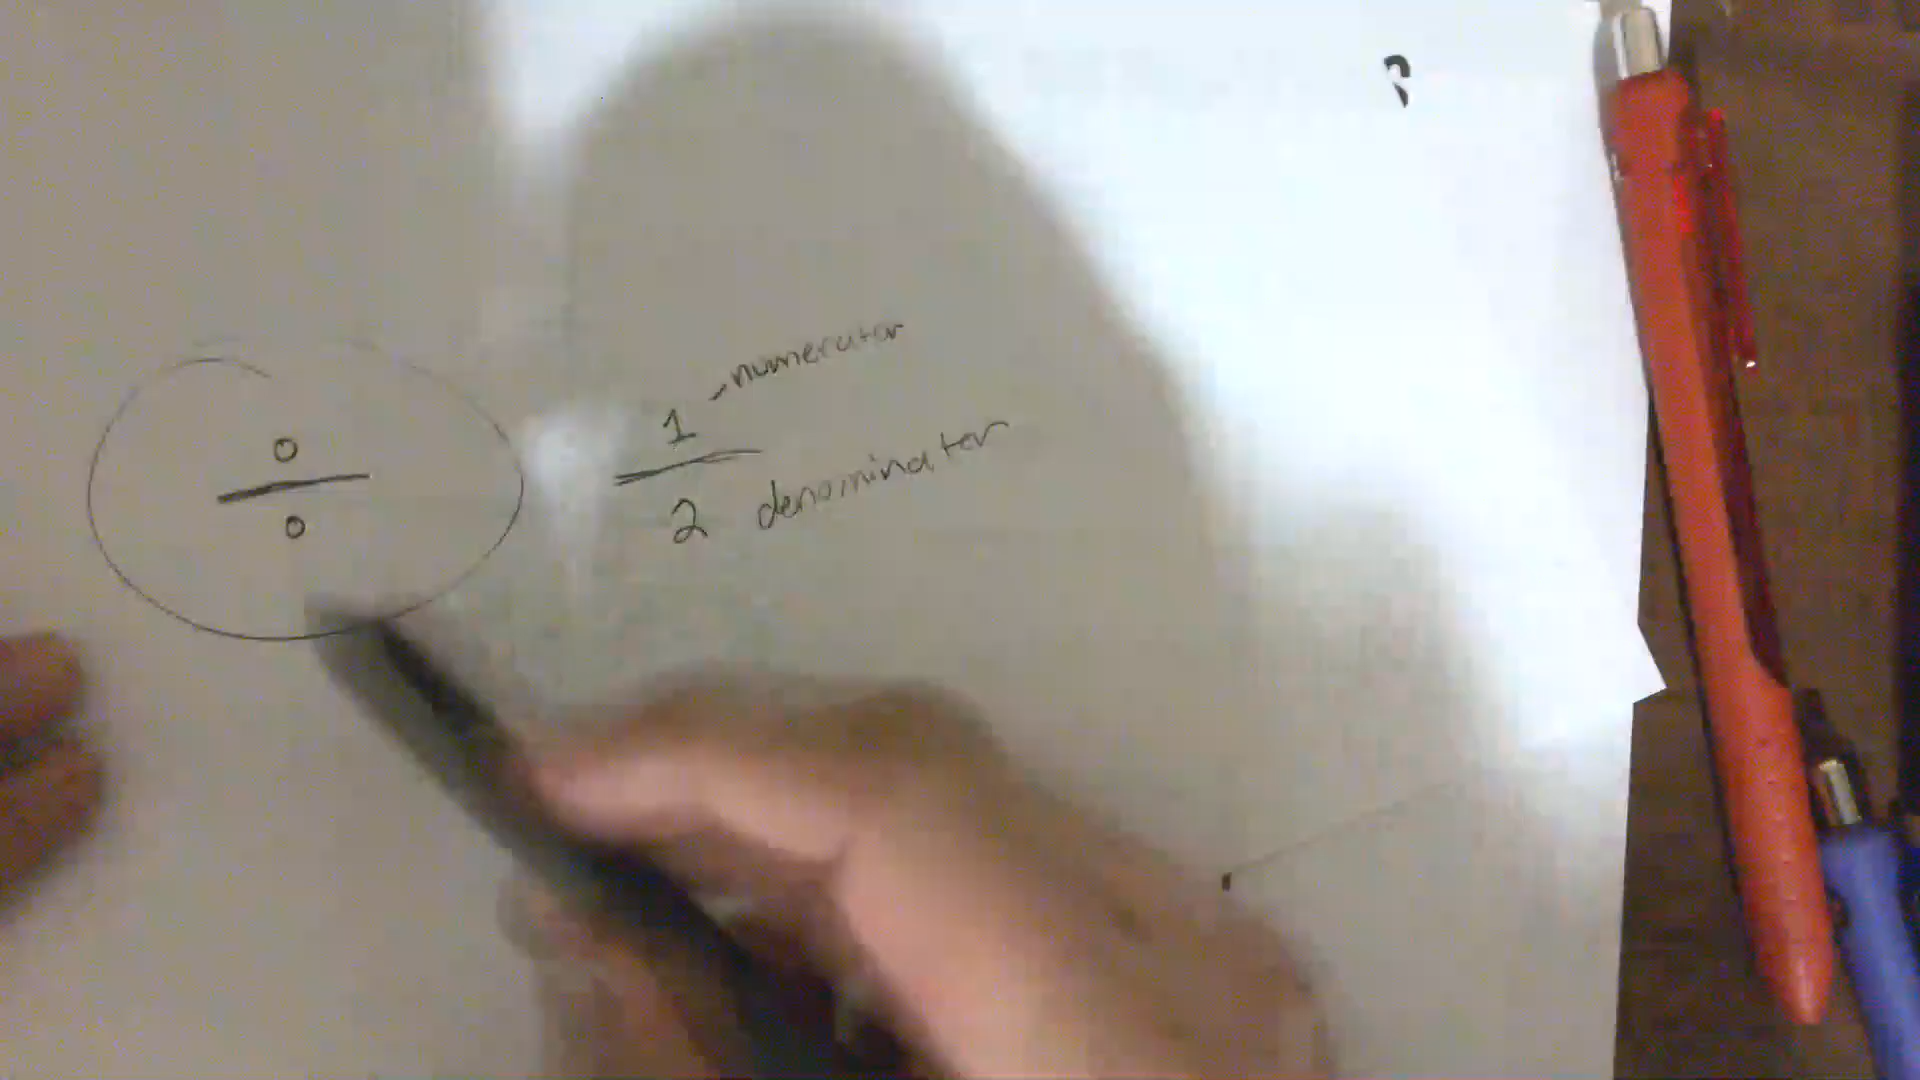 0
0
1 - numerator
2 denominator